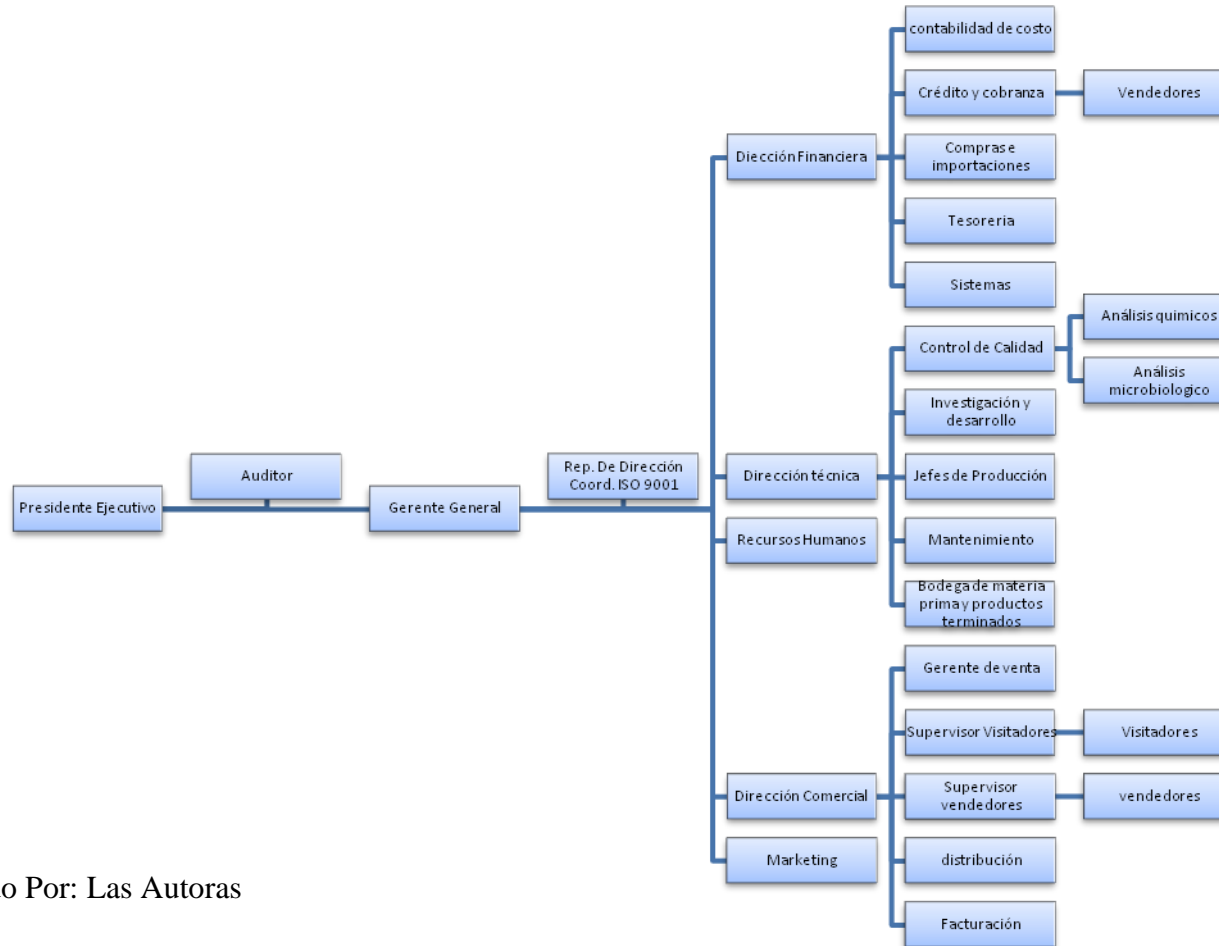 Presidente Ejecutivo
Auditor
Gerente General
Rep. De Dirección
Coord. ISO 9001
Diección Financiera
contabilidad de costo
Crédito y cobranza
Vendedores
Compras e
importaciones
Tesoreria
Sistemas
Dirección técnica
Control de Calidad
Análisis quimicos
Análisis
microbiologico
Investigación y
desarrollo
Jefes de Producción
Mantenimiento
Bodega de materia
prima y productos
terminados
Recursos Humanos
Dirección Comercial
Gerente de venta
Supervisor Visitadores
Visitadores
Supervisor
vendedores
vendedores
distribución
Facturación
Marketing
o Por: Las Autoras